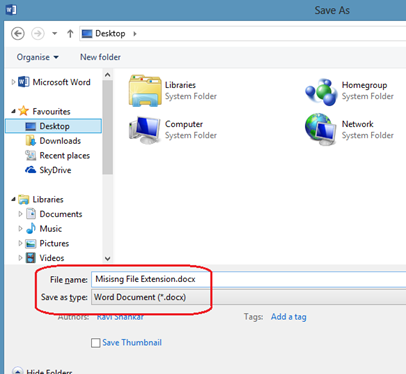 Save As
Desktop
Organise New folder
Microsoft Word
Favourites
Desktop
Downloads
Recent places
SkyDrive
Libraries
Documents
Music
Pictures
Videos
Libraries
System Folder
Homegroup
System Folder
Computer
System Folder
Network
System Folder
File name: Misisng File Extension.docx
Save as type: Word Document (*.docx)
Authors: Ravi Shankar Tags: Add a tag
Save Thumbnail
Hide Folders